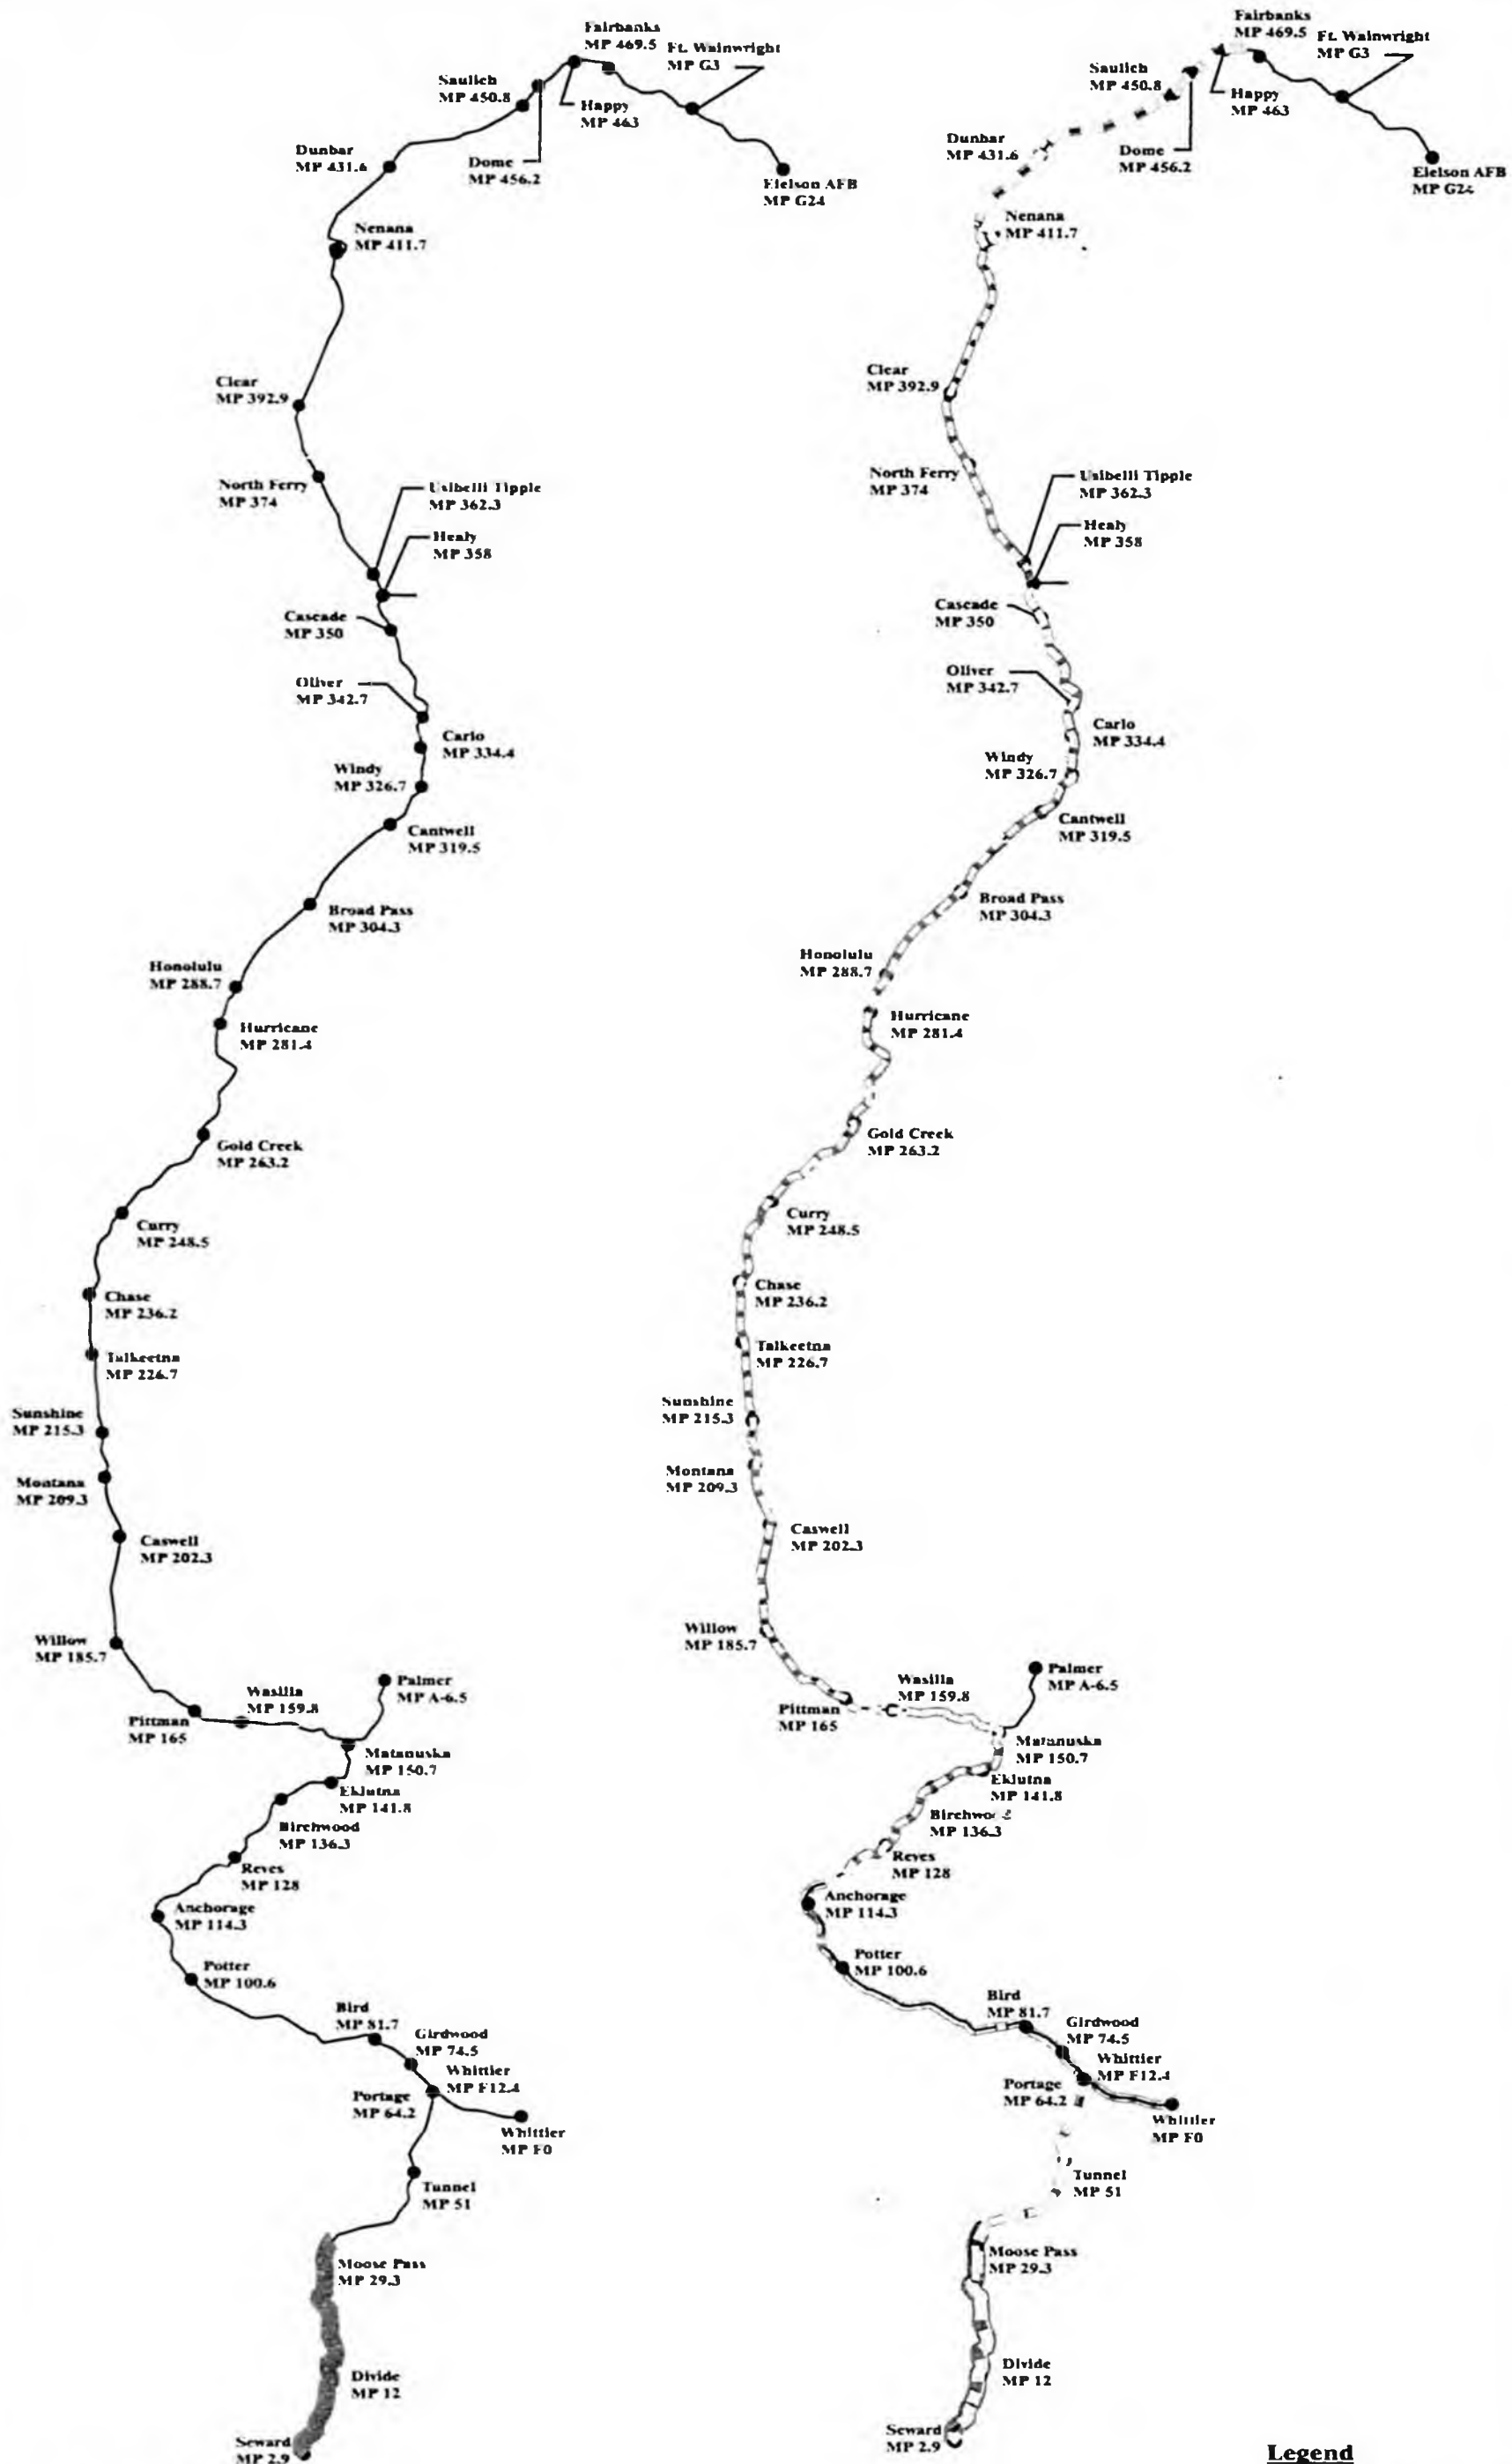 Fairbanks
MP 469.5
Ft. Wainwright
MP G3
Saulich
MP 450.8
Happy
MP 463
Dunbar
MP 431.6
Dome
MP 456.2
Eielson AFB
MP G24
Nenana
MP 411.7
Clear
MP 392.9
North Ferry
MP 374
Usibelli Tipple
MP 362.3
Healy
MP 358
Cascade
MP 350
Oliver
MP 342.7
Carlo
MP 334.4
Windy
MP 326.7
Cantwell
MP 319.5
Broad Pass
MP 304.3
Honolulu
MP 288.7
Hurricane
MP 281.4
Gold Creek
MP 263.2
Curry
MP 248.5
Chase
MP 236.2
Talkeetna
MP 226.7
Sunshine
MP 215.3
Montana
MP 209.3
Caswell
MP 202.3
Willow
MP 185.7
Wasilla
MP 159.8
Palmer
MP A-6.5
Pittman
MP 165
Matanuska
MP 150.7
Eklutna
MP 141.8
Birchwood
MP 136.3
Reves
MP 128
Anchorage
MP 114.3
Potter
MP 100.6
Bird
MP 81.7
Girdwood
MP 74.5
Whittier
MP F12.4
Portage
MP 64.2
Whittier
MP F0
Tunnel
MP 51
Moose Pass
MP 29.3
Divide
MP 12
Seward
MP 2.9
Fairbanks
MP 469.5
Ft. Wainwright
MP G3
Saulich
MP 450.8
Happy
MP 463
Dunbar
MP 431.6
Dome
MP 456.2
Eielson AFB
MP G24
Nenana
MP 411.7
Clear
MP 392.9
North Ferry
MP 374
Usibelli Tipple
MP 362.3
Healy
MP 358
Cascade
MP 350
Oliver
MP 342.7
Carlo
MP 334.4
Windy
MP 326.7
Cantwell
MP 319.5
Broad Pass
MP 304.3
Honolulu
MP 288.7
Hurricane
MP 281.4
Gold Creek
MP 263.2
Curry
MP 248.5
Chase
MP 236.2
Talkeetna
MP 226.7
Sunshine
MP 215.3
Montana
MP 209.3
Caswell
MP 202.3
Willow
MP 185.7
Wasilla
MP 159.8
Palmer
MP A-6.5
Pittman
MP 165
Matanuska
MP 150.7
Eklutna
MP 141.8
Birchwood
MP 136.3
Reves
MP 128
Anchorage
MP 114.3
Potter
MP 100.6
Bird
MP 81.7
Girdwood
MP 74.5
Whittier
MP F12.4
Portage
MP 64.2
Whittier
MP F0
Tunnel
MP 51
Moose Pass
MP 29.3
Divide
MP 12
Seward
MP 2.9
Legend